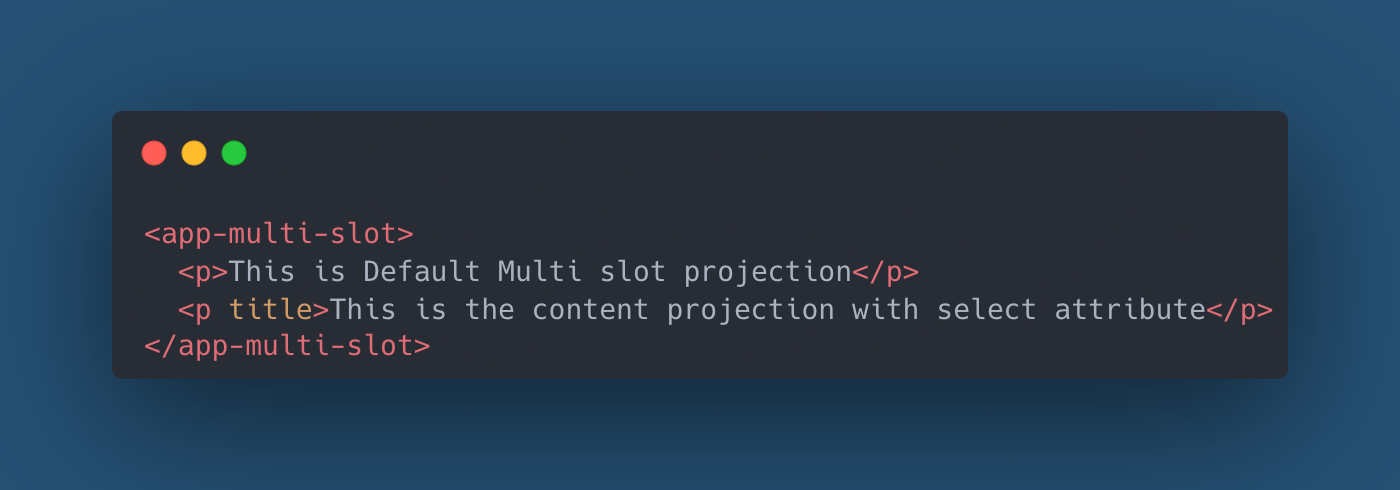 <app-multi-slot>
  <p>This is Default Multi slot projection</p>
  <p title>This is the content projection with select attribute</p>
</app-multi-slot>